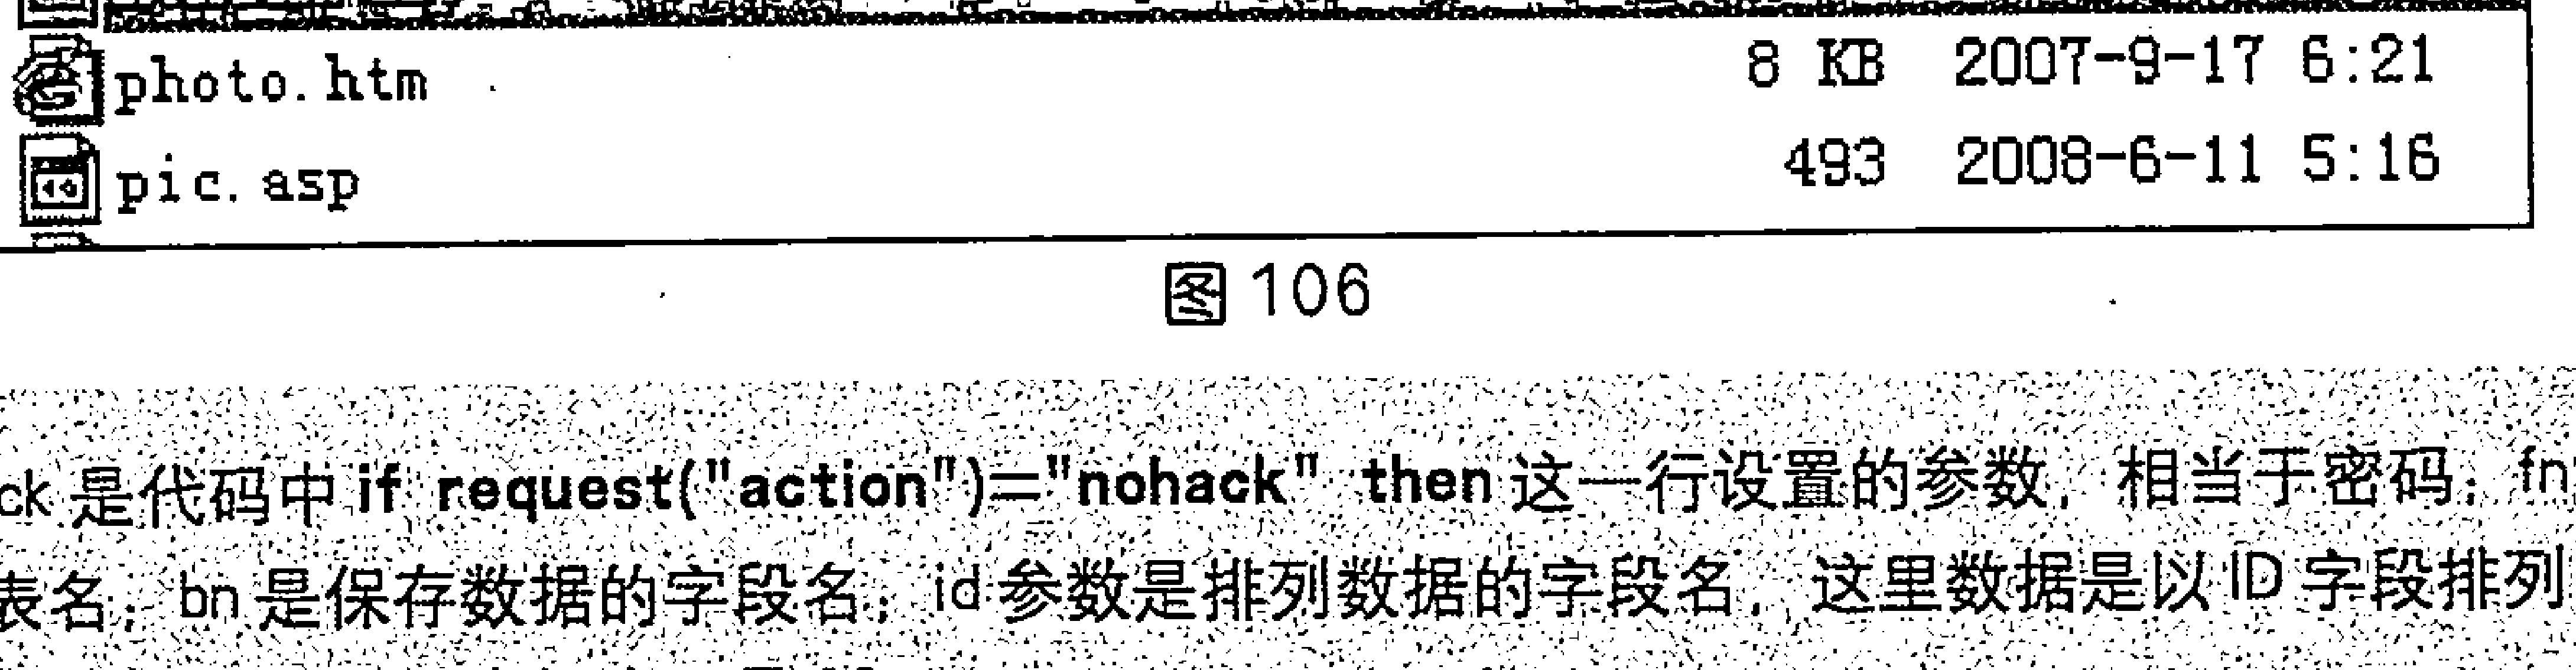 photo.htm 8 KB 2007-9-17 6:21
pic.asp 493 2008-6-11 5:16
图 106
ck 是代码中 if request("action")="nohack" then 这一行设置的参数, 相当于密码; fn
表名; bn 是保存数据的字段名; id 参数是排列数据的字段名, 这里数据是以 ID 字段排列